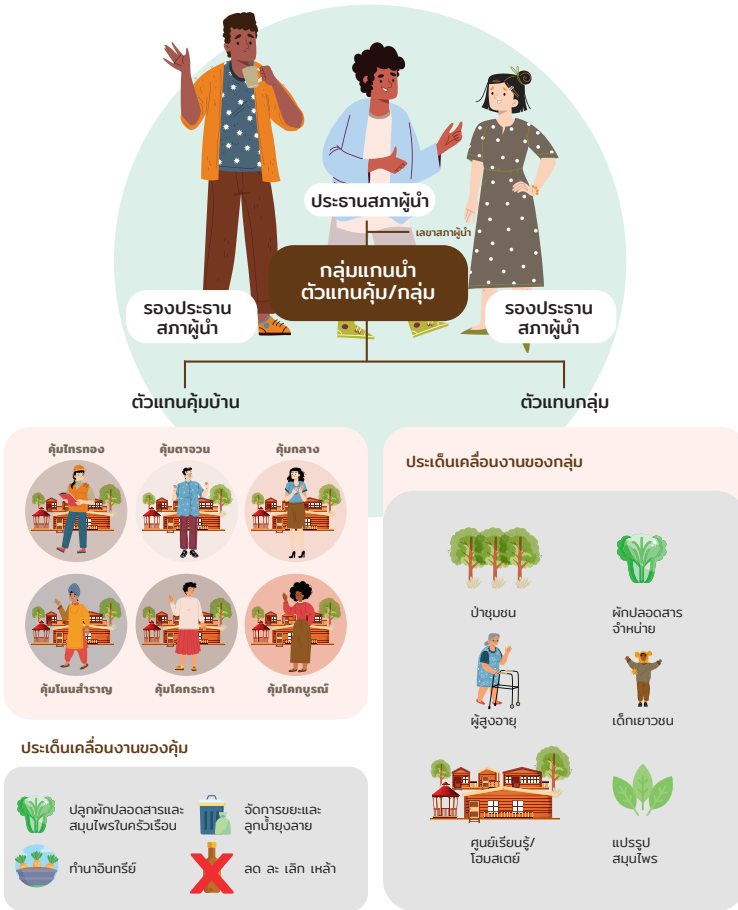 ประธานสภาผู้นำ
เลขาสภาผู้นำ
กลุ่มแกนนำ
ตัวแทนคุ้ม/กลุ่ม
รองประธาน
สภาผู้นำ
รองประธาน
สภาผู้นำ
ตัวแทนคุ้มบ้าน
ตัวแทนกลุ่ม
คุ้มไทรทอง
คุ้มตาจวน
คุ้มกลาง
คุ้มโนนสำราญ
คุ้มโคกระกา
คุ้มโคกบูรณ์
ประเด็นเคลื่อนงานของคุ้ม
ปลูกผักปลอดสารและ
สมุนไพรในครัวเรือน
จัดการขยะและ
ลูกน้ำยุงลาย
ทำนาอินทรีย์
ลด ละ เลิก เหล้า
ประเด็นเคลื่อนงานของกลุ่ม
ป่าชุมชน
ผักปลอดสาร
จำหน่าย
ผู้สูงอายุ
เด็กเยาวชน
ศูนย์เรียนรู้/
โฮมสเตย์
แปรรูป
สมุนไพร